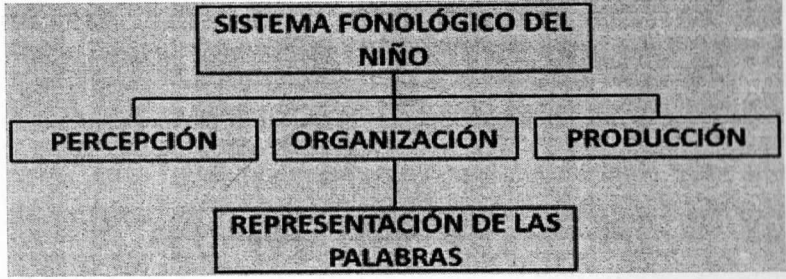 SISTEMA FONOLÓGICO DEL
NIÑO
PERCEPCIÓN
ORGANIZACIÓN
PRODUCCIÓN
REPRESENTACIÓN DE LAS
PALABRAS